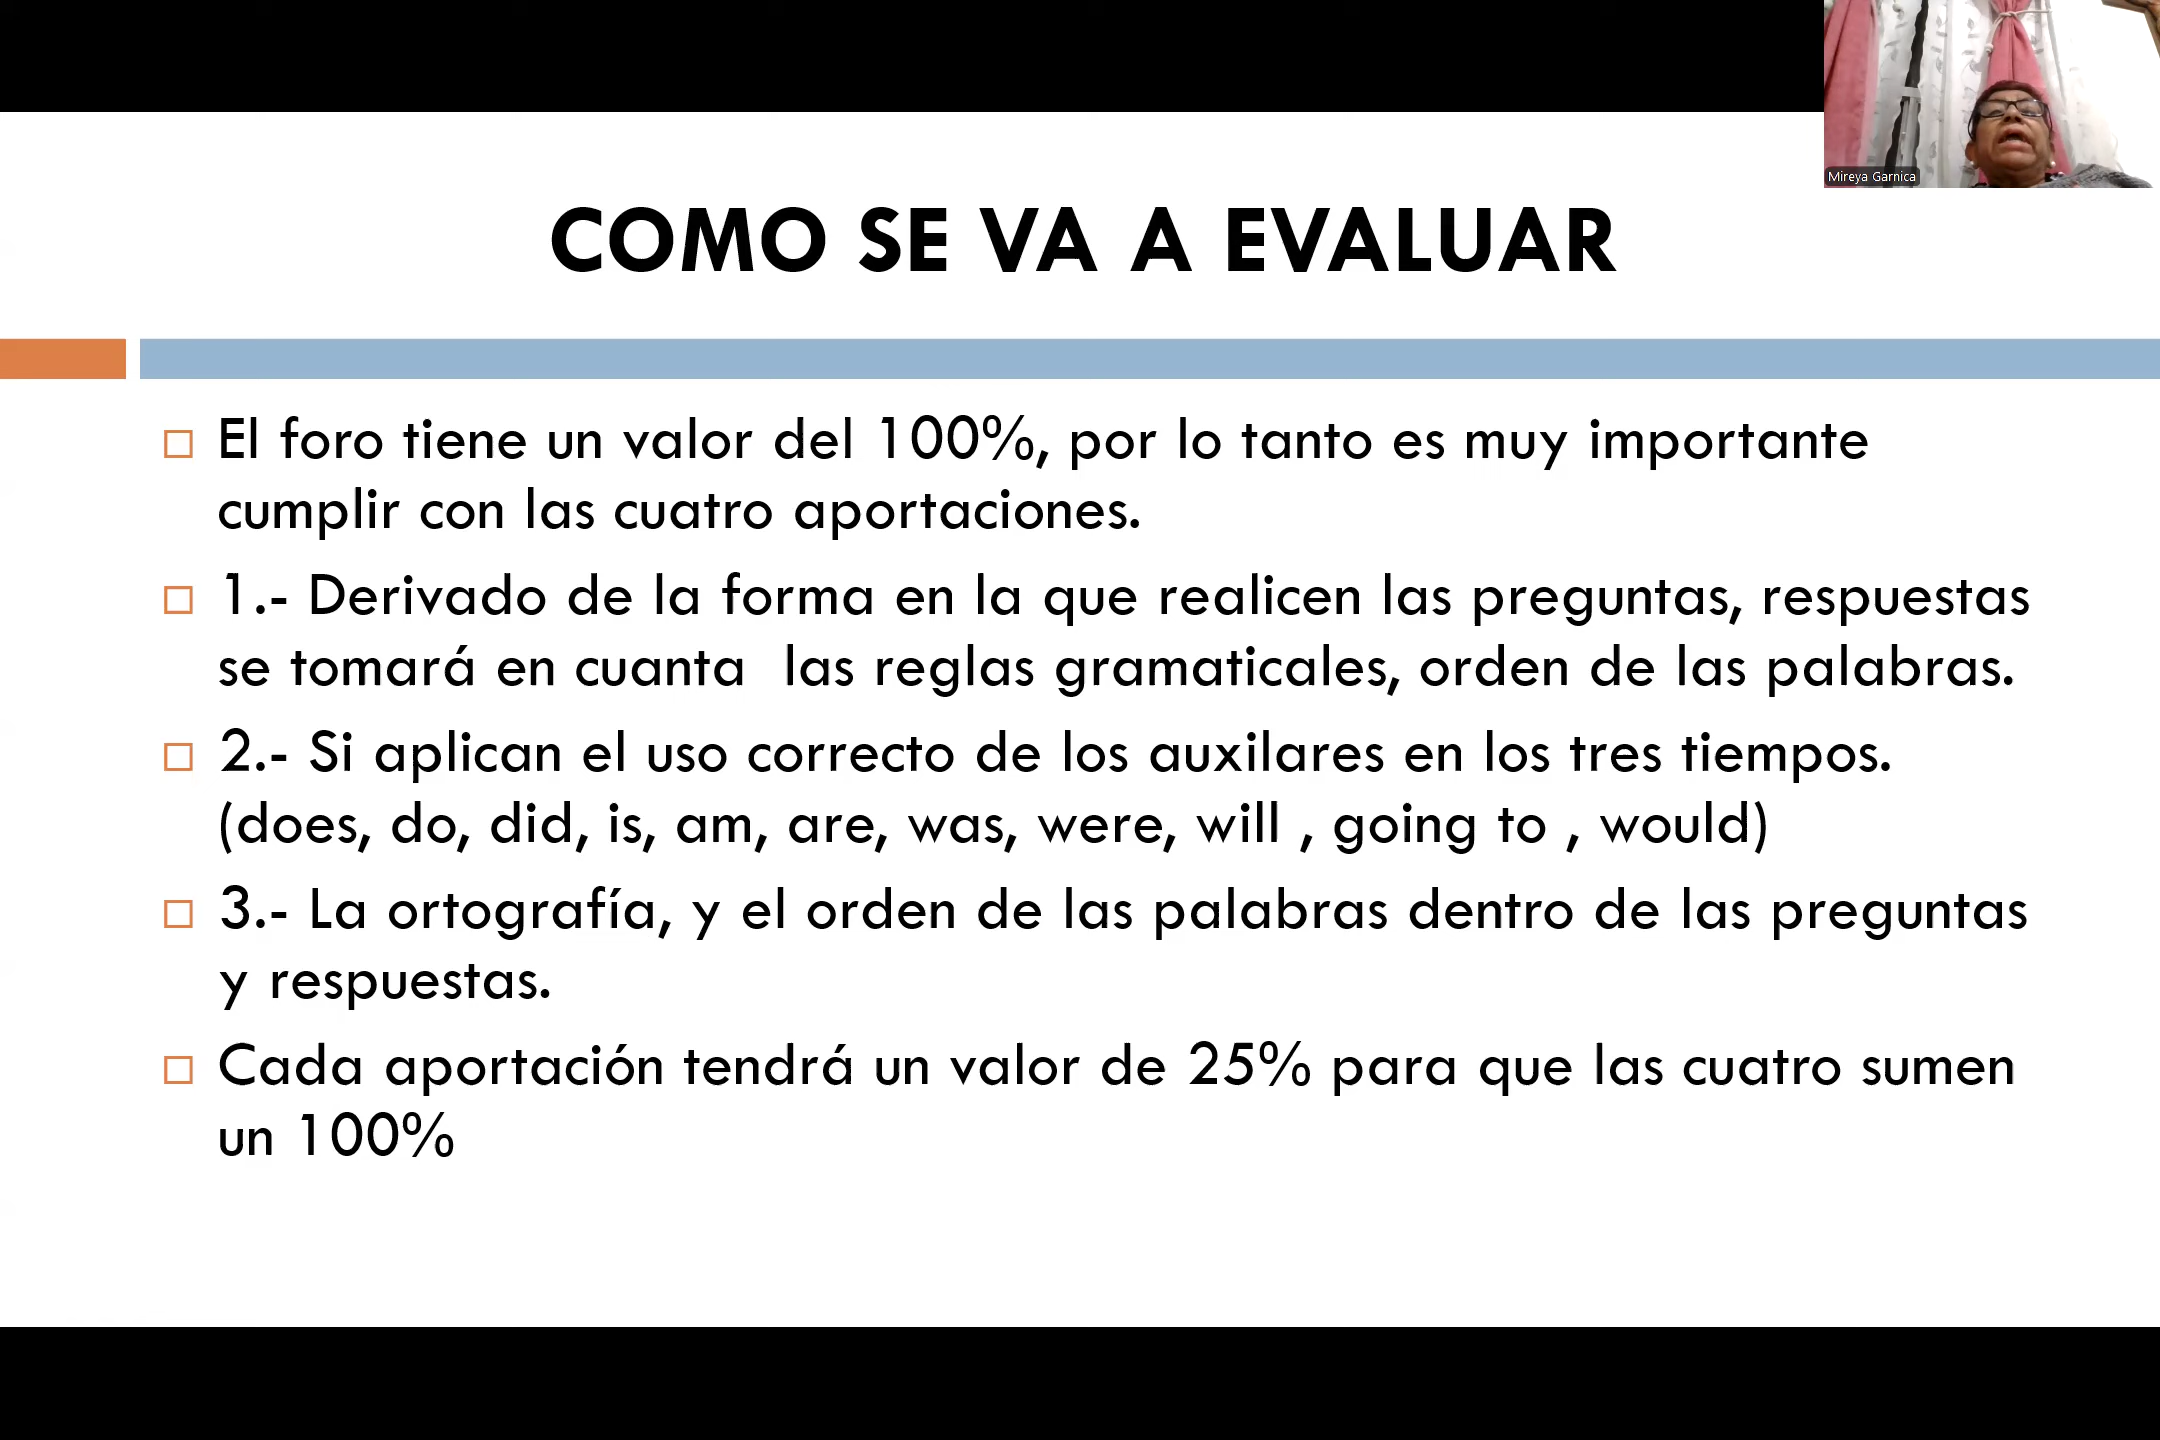 Mireya Garnica
COMO SE VA A EVALUAR
El foro tiene un valor del 100%, por lo tanto es muy importante
cumplir con las cuatro aportaciones.
1.- Derivado de la forma en la que realicen las preguntas, respuestas
se tomará en cuanta  las reglas gramaticales, orden de las palabras.
2.- Si aplican el uso correcto de los auxilares en los tres tiempos.
(does, do, did, is, am, are, was, were, will , going to , would)
3.- La ortografía, y el orden de las palabras dentro de las preguntas
y respuestas.
Cada aportación tendrá un valor de 25% para que las cuatro sumen
un 100%